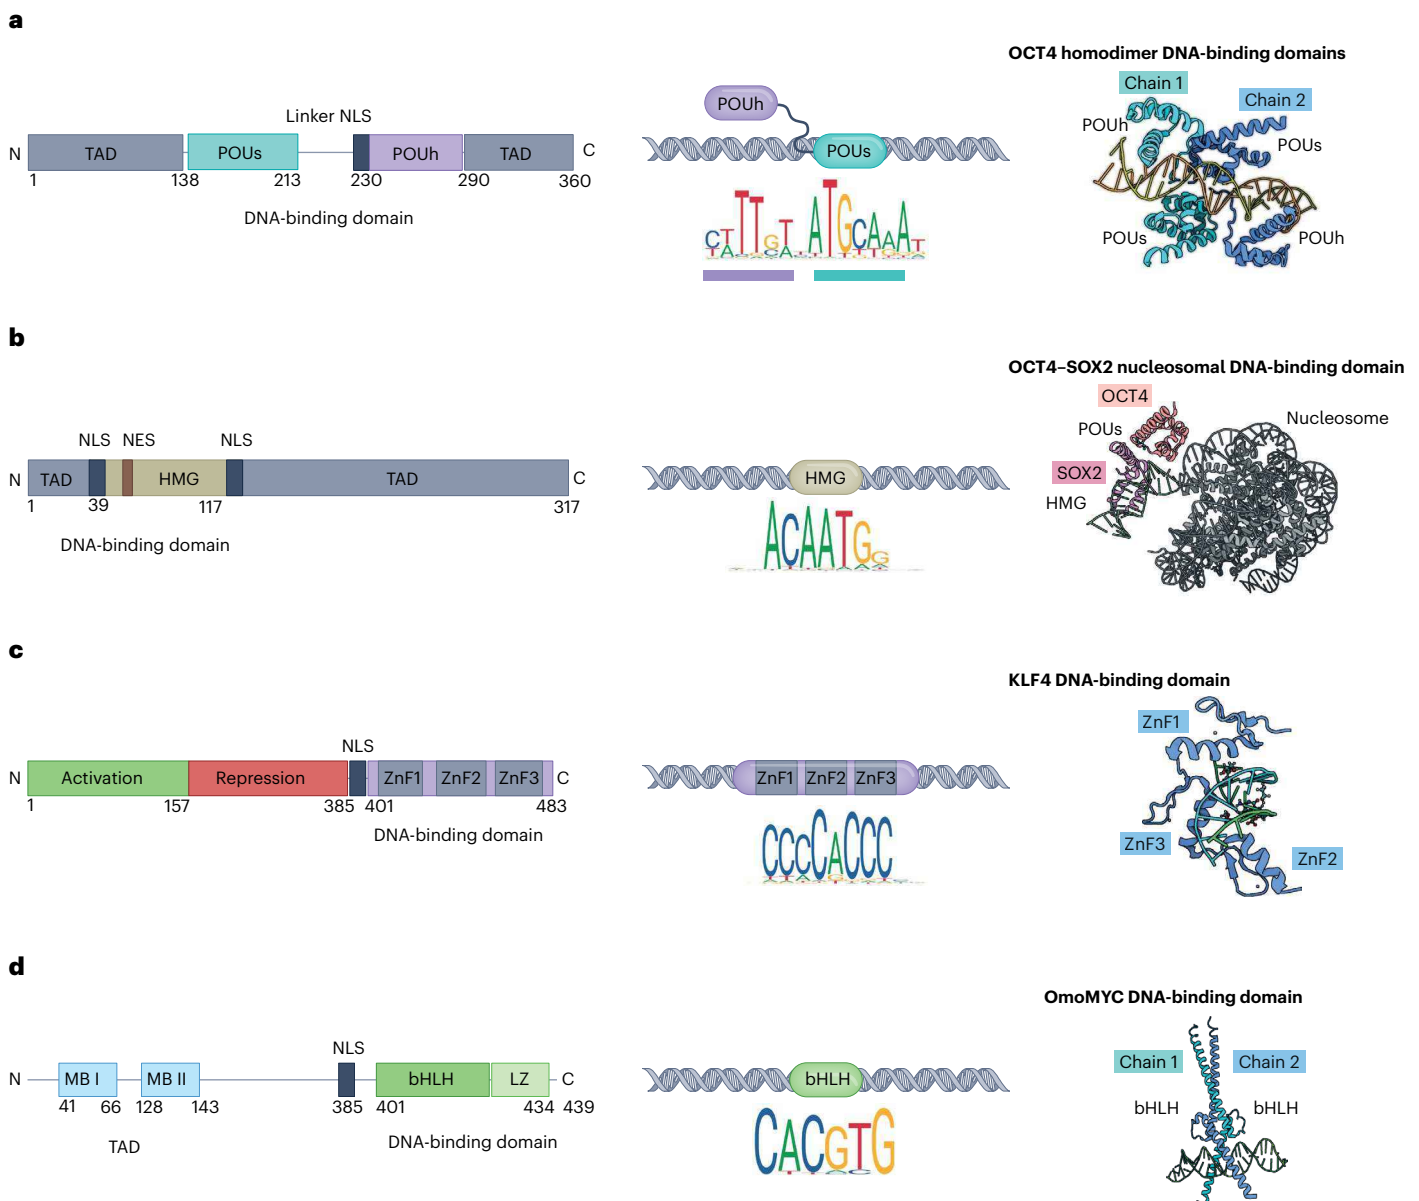 a
OCT4 homodimer DNA-binding domains
Chain 1
Chain 2
POUh
POUs
POUs
POUh
Linker NLS
N TAD POUs POUh TAD C
1 138 213 230 290 360
DNA-binding domain
POUh
POUs
CTTTGT ATGCAAAT
b
OCT4–SOX2 nucleosomal DNA-binding domain
OCT4
POUs
SOX2
HMG
Nucleosome
NLS NES NLS
N TAD HMG TAD C
1 39 117 317
DNA-binding domain
HMG
ACAATGG
c
KLF4 DNA-binding domain
ZnF1
ZnF3
ZnF2
NLS
N Activation Repression ZnF1 ZnF2 ZnF3 C
1 157 385 401 483
DNA-binding domain
ZnF1 ZnF2 ZnF3
CCCCACCC
d
OmoMYC DNA-binding domain
Chain 1 Chain 2
bHLH bHLH
NLS
N MB I MB II bHLH LZ C
41 66 128 143 385 401 434 439
TAD
DNA-binding domain
bHLH
CACGTG